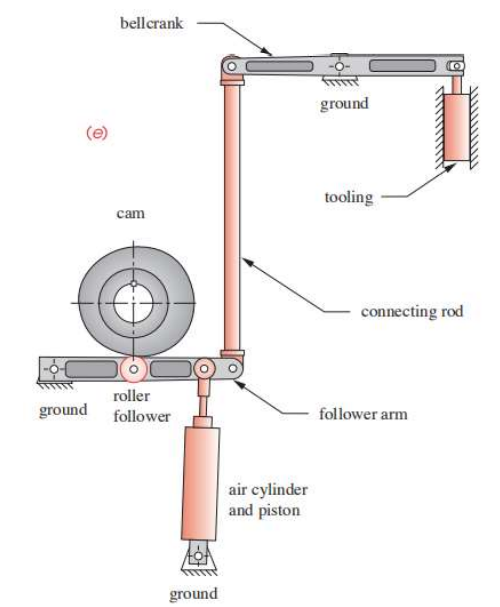 bellcrank
ground
(e)
tooling
cam
connecting rod
ground
roller
follower
follower arm
air cylinder
and piston
ground